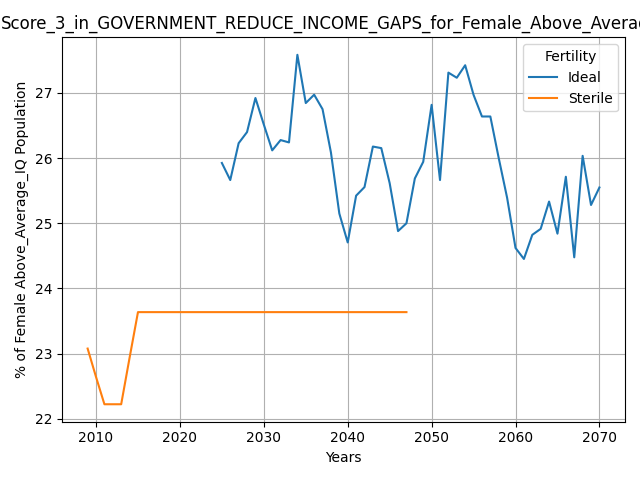 Score_3_in_GOVERNMENT_REDUCE_INCOME_GAPS_for_Female_Above_Avera
% of Female Above_Average_IQ Population
27
26
25
24
23
22
Fertility
Ideal
Sterile
2010 2020 2030 2040 2050 2060 2070
Years